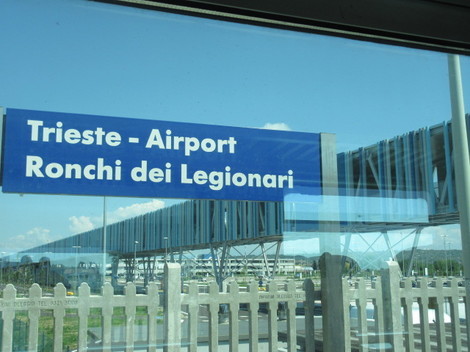 Trieste - Airport
Ronchi dei Legionari